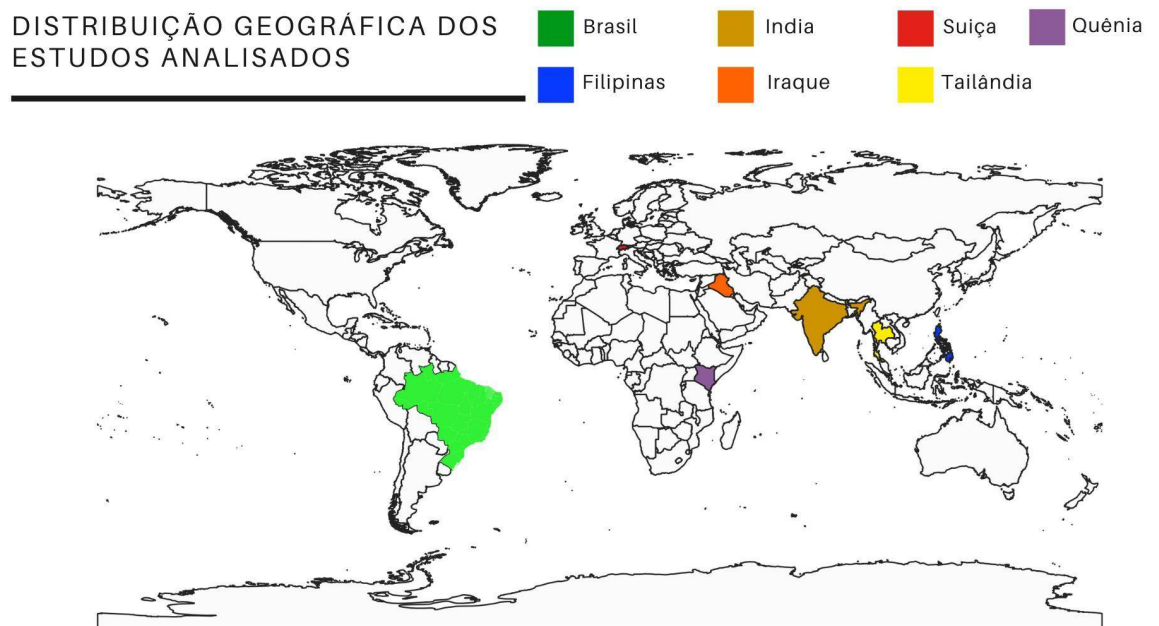 DISTRIBUIÇÃO GEOGRÁFICA DOS
ESTUDOS ANALISADOS
Brasil
India
Suiça
Quênia
Filipinas
Iraque
Tailândia